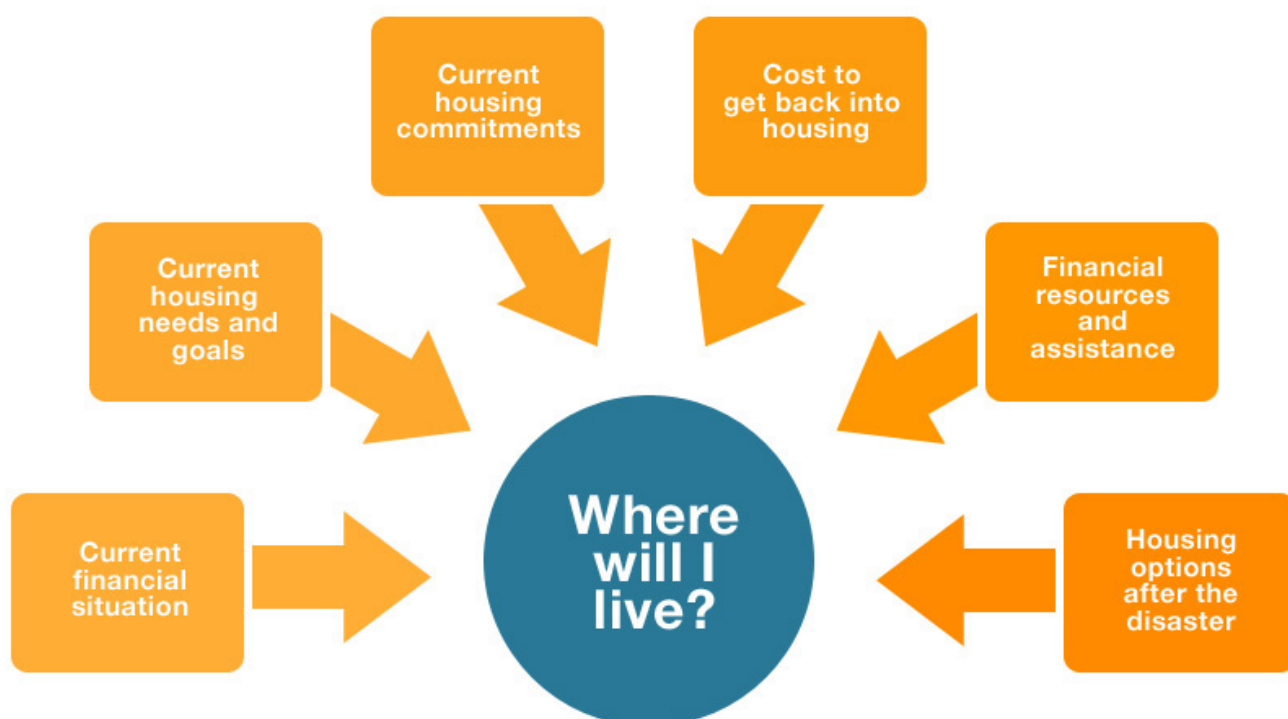 Current
financial
situation
Current
housing
needs and
goals
Current
housing
commitments
Cost to
get back into
housing
Financial
resources
and
assistance
Housing
options
after the
disaster
Where
will I
live?